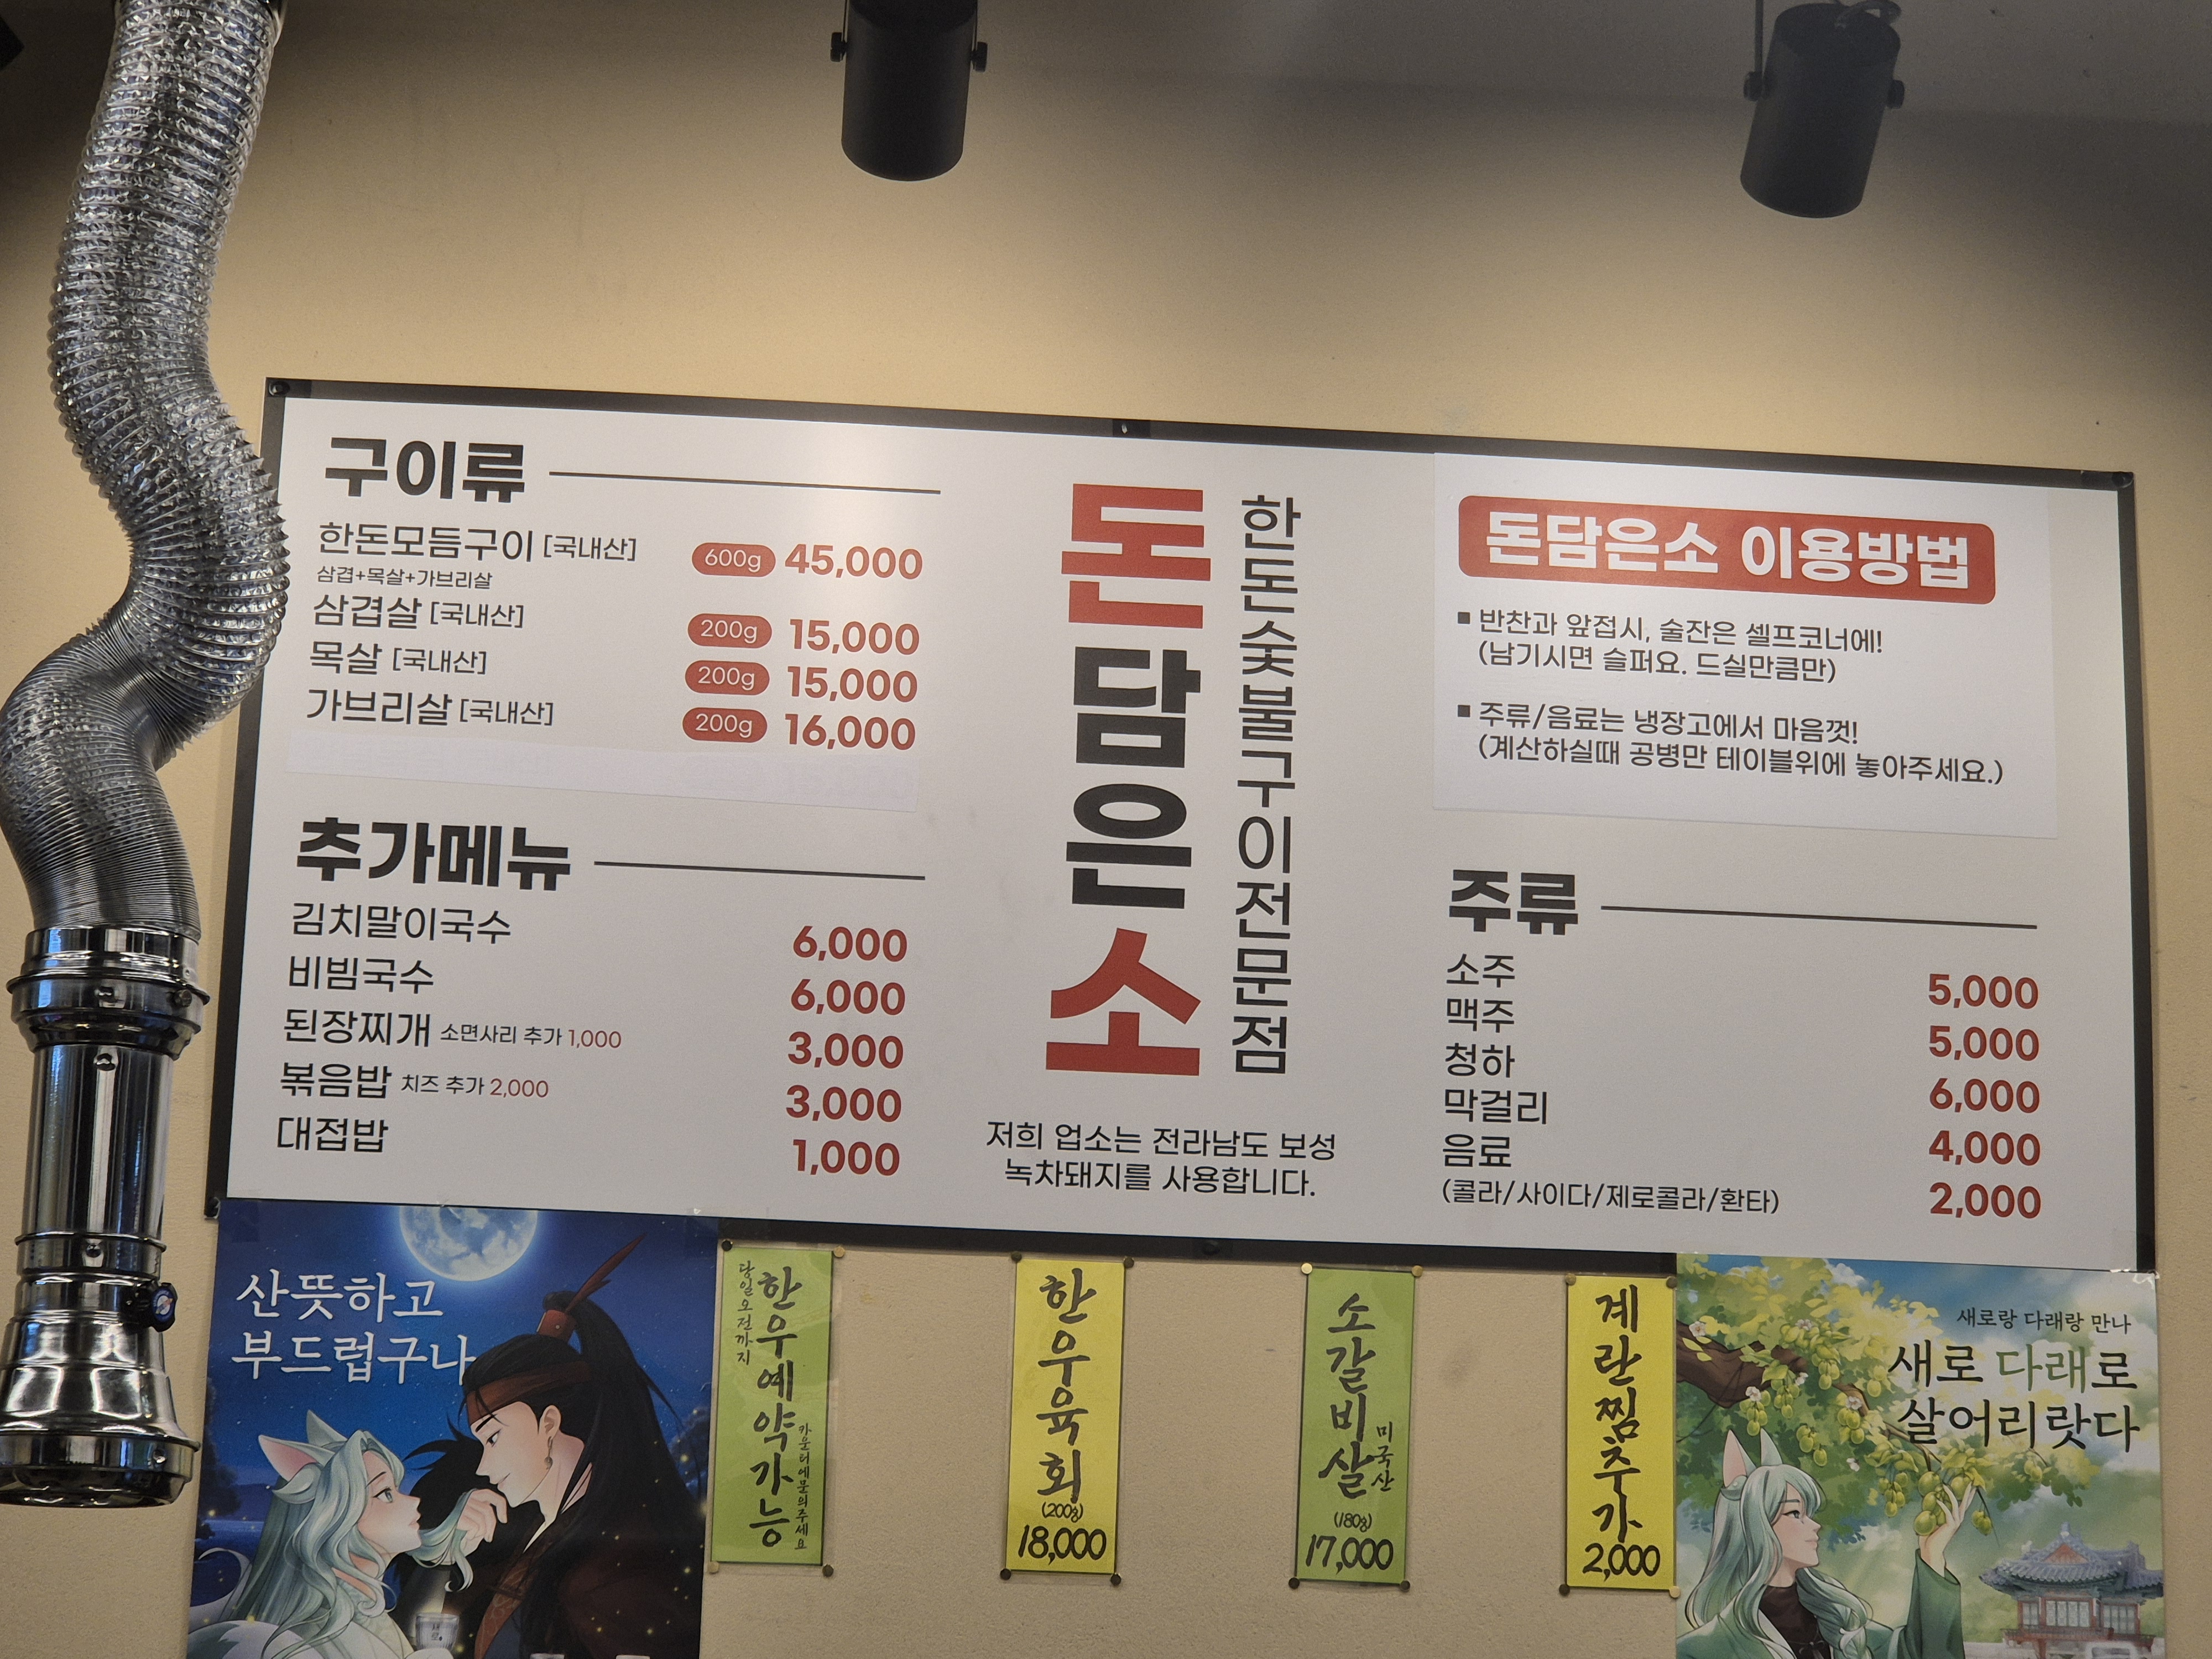 구이류
한돈모듬구이 [국내산] 600g 45,000
삼겹+목살+가브리살
삼겹살 [국내산] 200g 15,000
목살 [국내산] 200g 15,000
가브리살 [국내산] 200g 16,000
추가메뉴
김치말이국수 6,000
비빔국수 6,000
된장찌개 소면사리 추가 1,000 3,000
볶음밥 치즈 추가 2,000 3,000
대접밥 1,000
돈담은소
한돈숯불구이전문점
저희 업소는 전라남도 보성
녹차돼지를 사용합니다.
돈담은소 이용방법
▪ 반찬과 앞접시, 술잔은 셀프코너에!
(남기시면 슬퍼요. 드실만큼만)
▪ 주류/음료는 냉장고에서 마음껏!
(계산하실때 공병만 테이블위에 놓아주세요.)
주류
소주 5,000
맥주 5,000
청하 6,000
막걸리 4,000
음료 2,000
(콜라/사이다/제로콜라/환타)
산뜻하고
부드럽구나
당일오전까지
한우예약가능
카운터에문의주세요
한우육회
(200g)
18,000
소갈비살
미국산
(180g)
17,000
계란찜추가
2,000
새로랑 다래랑 만나
새로 다래로
살어리랏다